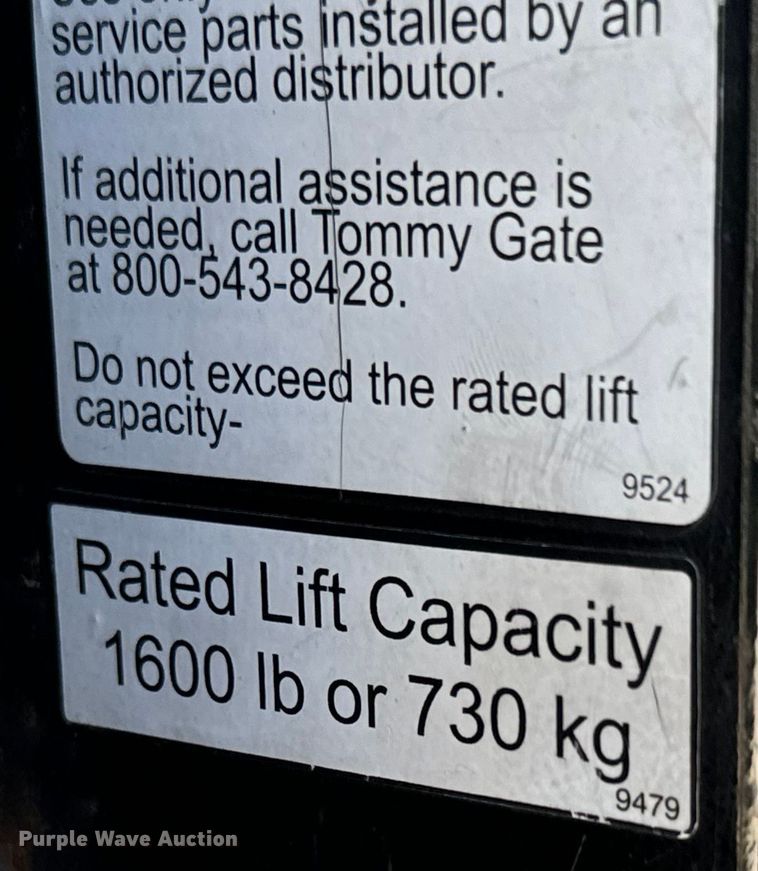 service parts installed by an
authorized distributor.
If additional assistance is
needed, call Tommy Gate
at 800-543-8428.
Do not exceed the rated lift
capacity-
9524
Rated Lift Capacity
1600 lb or 730 kg
9479
Purple Wave Auction